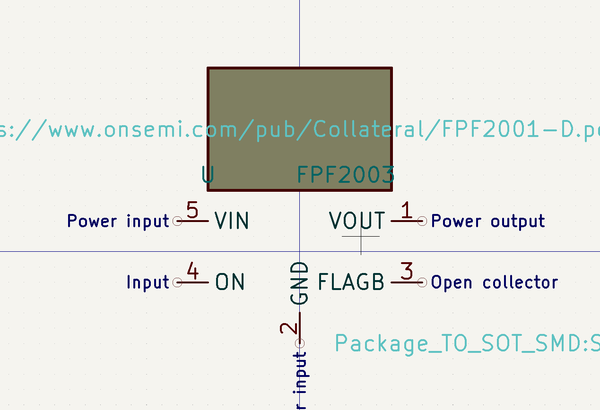 s://www.onsemi.com/pub/Collateral/FPF2001-D.p
U FPF2003
Power input 5 VIN VOUT 1 Power output
Input 4 ON GND FLAGB 3 Open collector
2 Package_TO_SOT_SMD:S
r input